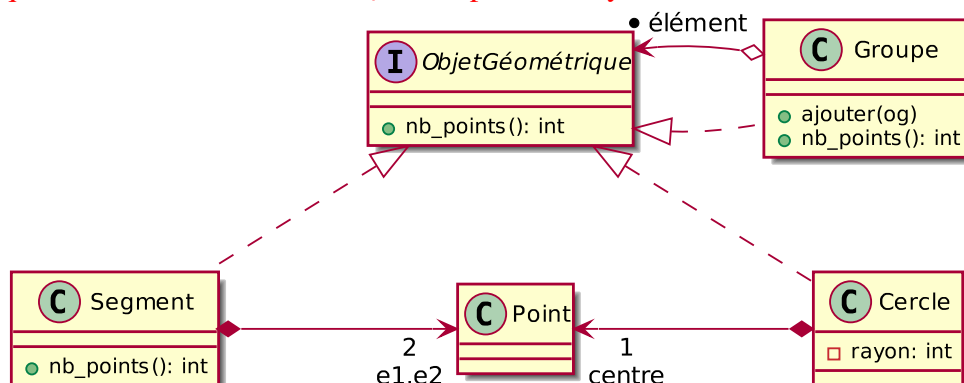 • élément
I ObjetGéométrique
nb_points(): int
C Groupe
ajouter(og)
nb_points(): int
C Segment
nb_points(): int
C Point
C Cercle
rayon: int
2
e1,e2
1
centre